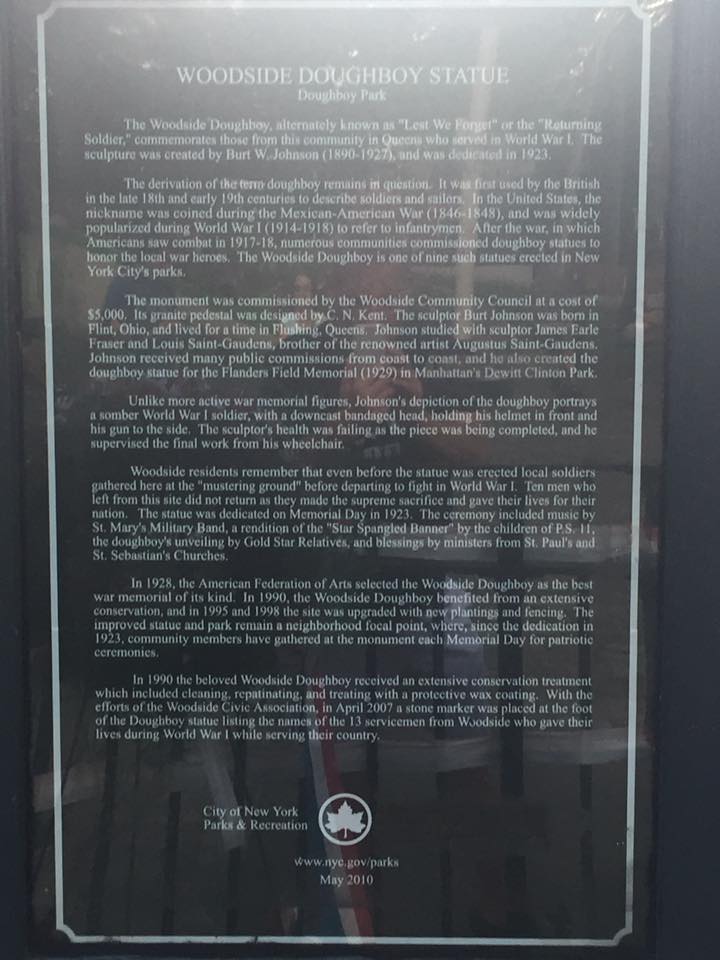 WOODSIDE DOUGHBOY STATUE
Doughboy Park
The Woodside Doughboy, alternately known as "Lest We Forget" or the "Returning
Soldier," commemorates those from this community in Queens who served in World War I. The
sculpture was created by Burt W. Johnson (1890-1927), and was dedicated in 1923.
The derivation of the term doughboy remains in question. It was first used by the British
in the late 18th and early 19th centuries to describe soldiers and sailors. In the United States, the
nickname was coined during the Mexican-American War (1846-1848), and was widely
popularized during World War I (1914-1918) to refer to infantrymen. After the war, in which
Americans saw combat in 1917-18, numerous communities commissioned doughboy statues to
honor the local war heroes. The Woodside Doughboy is one of nine such statues erected in New
York City's parks.
The monument was commissioned by the Woodside Community Council at a cost of
$5,000. Its granite pedestal was designed by C. N. Kent. The sculptor Burt Johnson was born in
Flint, Ohio, and lived for a time in Flushing, Queens. Johnson studied with sculptor James Earle
Fraser and Louis Saint-Gaudens, brother of the renowned artist Augustus Saint-Gaudens.
Johnson received many public commissions from coast to coast, and he also created the
doughboy statue for the Flanders Field Memorial (1929) in Manhattan's Dewitt Clinton Park.
Unlike more active war memorial figures, Johnson's depiction of the doughboy portrays
a somber World War I soldier, with a downcast bandaged head, holding his helmet in front and
his gun to the side. The sculptor's health was failing as the piece was being completed, and he
supervised the final work from his wheelchair.
Woodside residents remember that even before the statue was erected local soldiers
gathered here at the "mustering ground" before departing to fight in World War I. Ten men who
left from this site did not return as they made the supreme sacrifice and gave their lives for their
nation. The statue was dedicated on Memorial Day in 1923. The ceremony included music by
St. Mary's Military Band, a rendition of the "Star Spangled Banner" by the children of P.S. 11,
the doughboy's unveiling by Gold Star Relatives, and blessings by ministers from St. Paul's and
St. Sebastian's Churches.
In 1928, the American Federation of Arts selected the Woodside Doughboy as the best
war memorial of its kind. In 1990, the Woodside Doughboy benefited from an extensive
conservation, and in 1995 and 1998 the site was upgraded with new plantings and fencing. The
improved statue and park remain a neighborhood focal point, where, since the dedication in
1923, community members have gathered at the monument each Memorial Day for patriotic
ceremonies.
In 1990 the beloved Woodside Doughboy received an extensive conservation treatment
which included cleaning, repatinating, and treating with a protective wax coating. With the
efforts of the Woodside Civic Association, in April 2007 a stone marker was placed at the foot
of the Doughboy statue listing the names of the 13 servicemen from Woodside who gave their
lives during World War I while serving their country.
City of New York
Parks & Recreation
www.nyc.gov/parks
May 2010